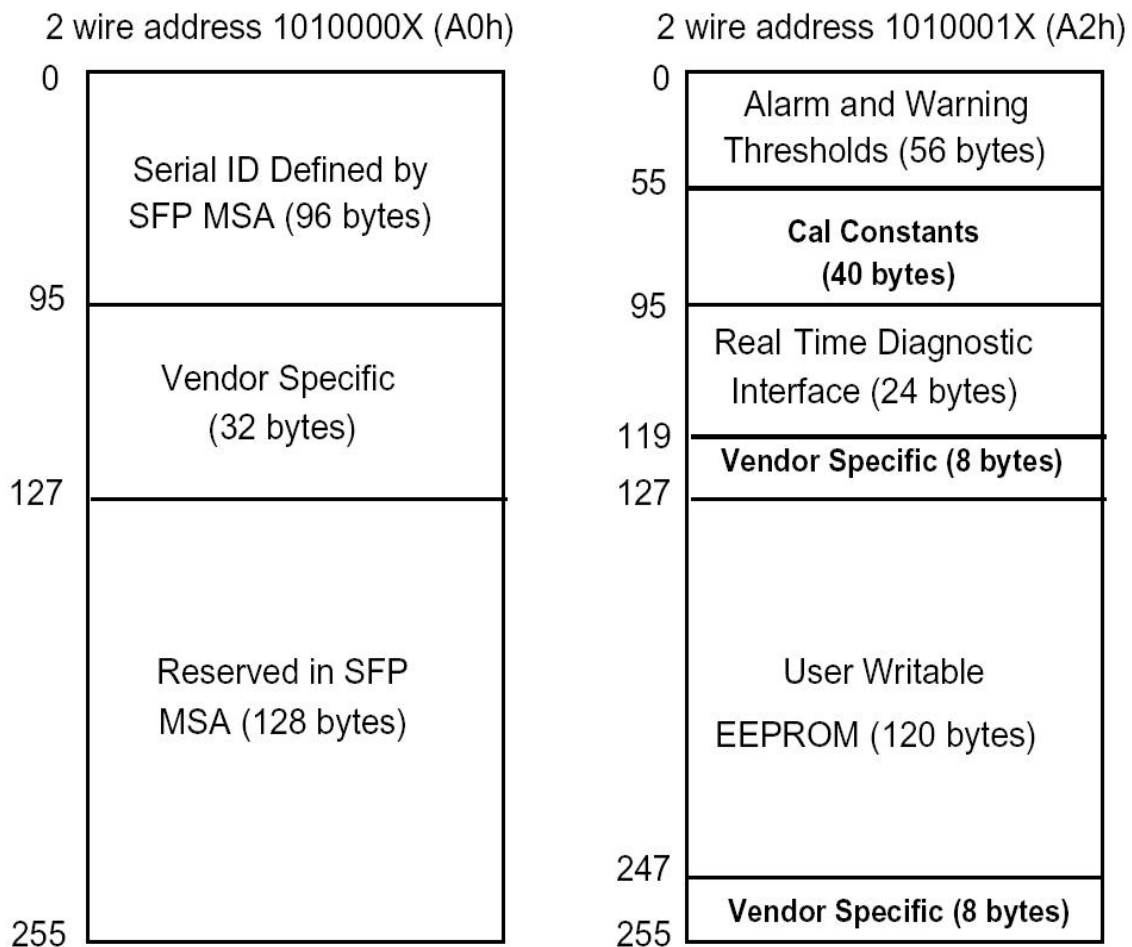 2 wire address 1010000X (A0h)
0
Serial ID Defined by
SFP MSA (96 bytes)
95
Vendor Specific
(32 bytes)
127
Reserved in SFP
MSA (128 bytes)
255
2 wire address 1010001X (A2h)
0
Alarm and Warning
Thresholds (56 bytes)
55
Cal Constants
(40 bytes)
95
Real Time Diagnostic
Interface (24 bytes)
119
Vendor Specific (8 bytes)
127
User Writable
EEPROM (120 bytes)
247
Vendor Specific (8 bytes)
255